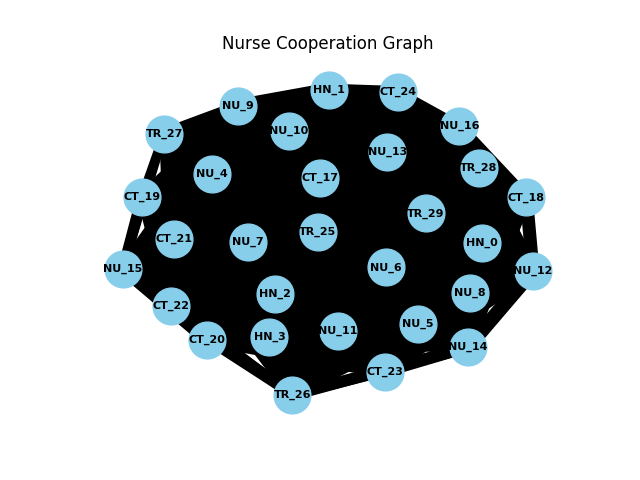 Nurse Cooperation Graph
HN_1
CT_24
NU_9
NU_16
NU_10
TR_27
NU_13
TR_28
NU_4
CT_17
CT_19
CT_18
TR_29
TR_25
CT_21
NU_7
HN_0
NU_6
NU_15
NU_12
HN_2
NU_8
CT_22
NU_5
NU_11
HN_3
CT_20
NU_14
CT_23
TR_26